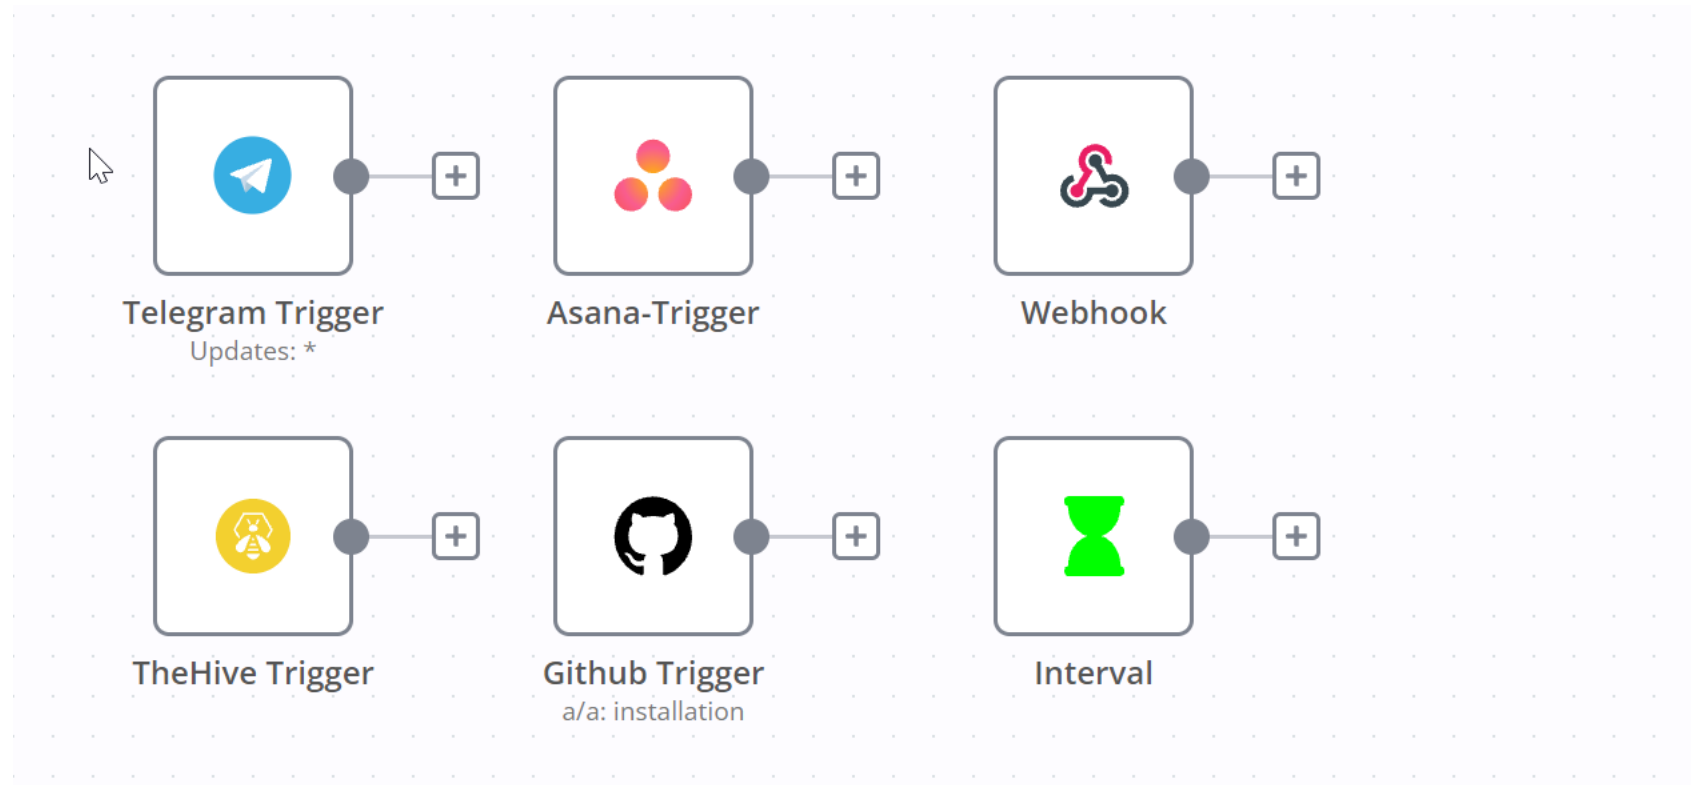 Telegram Trigger
Updates: *
Asana-Trigger
Webhook
TheHive Trigger
Github Trigger
a/a: installation
Interval